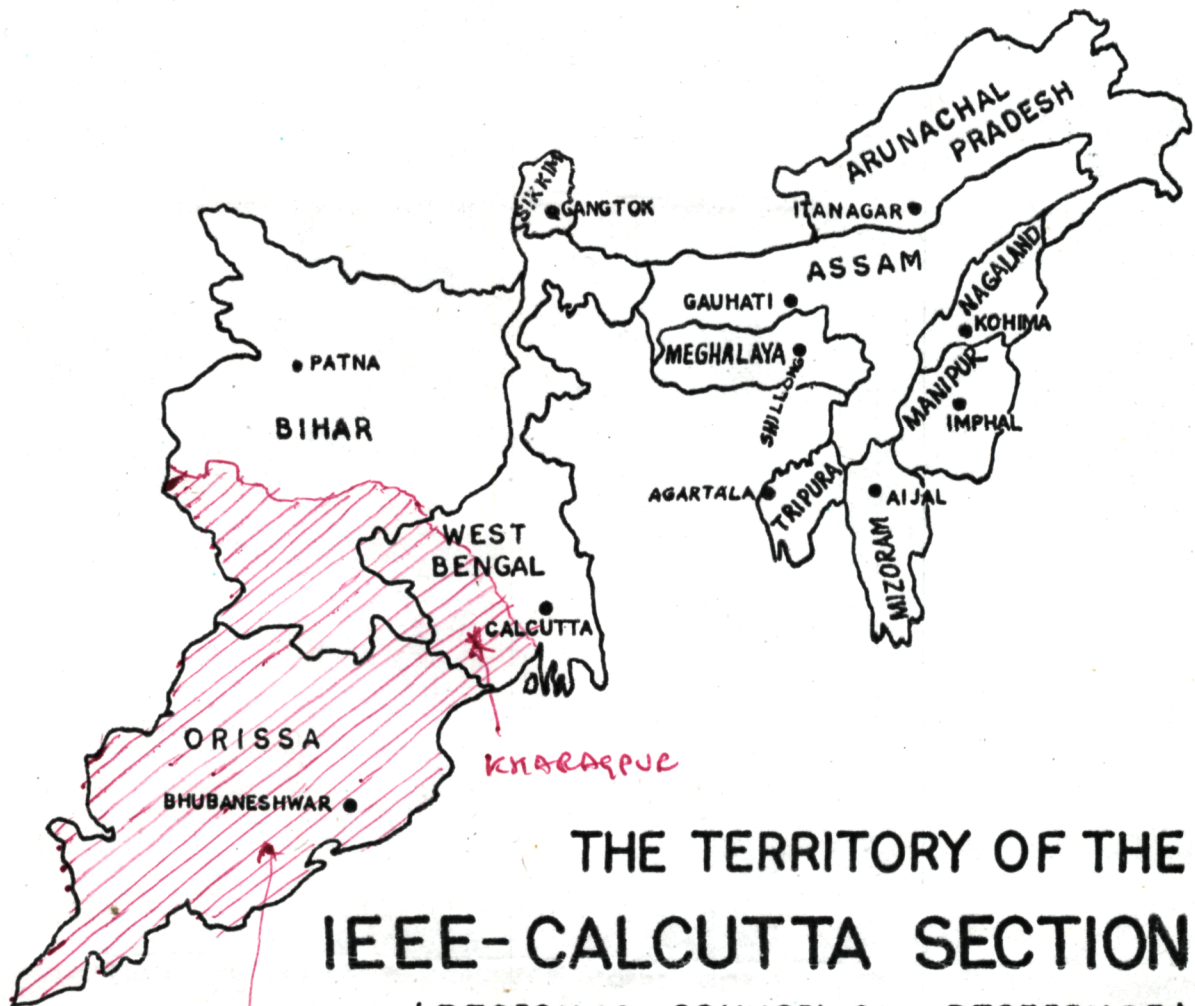 ARUNACHAL
PRADESH
SIKKIM
GANGTOK
ITANAGAR
ASSAM
NAGALAND
GAUHATI
KOHIMA
MEGHALAYA
PATNA
SHILLONG
MANIPUR
IMPHAL
BIHAR
AGARTALA
TRIPURA
AIJAL
MIZORAM
WEST
BENGAL
CALCUTTA
ORISSA
KHARAGPUR
BHUBANESHWAR
THE TERRITORY OF THE
IEEE-CALCUTTA SECTION